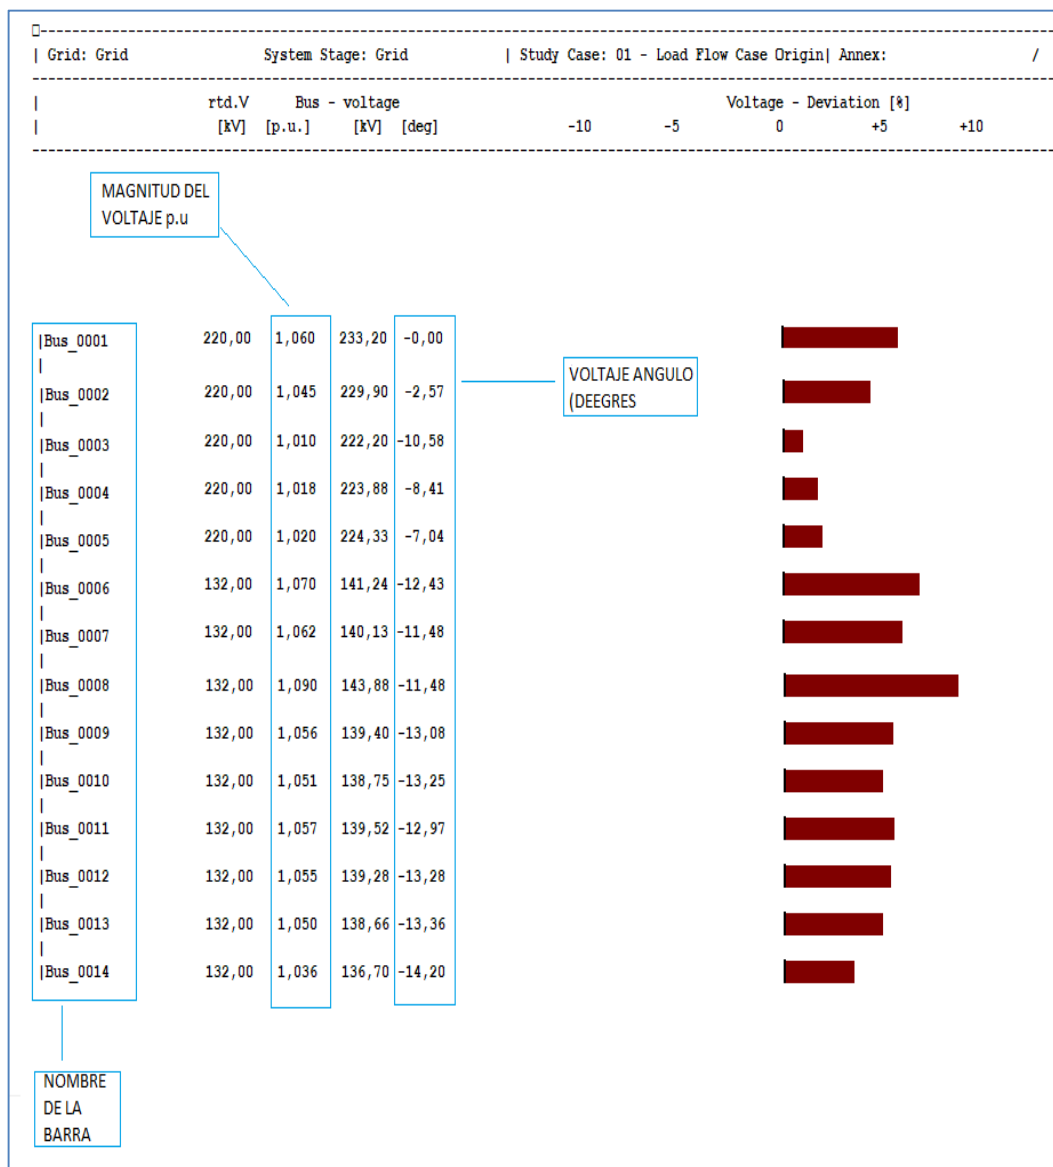 | Grid: Grid System Stage: Grid | Study Case: 01 - Load Flow Case Origin| Annex: /
| rtd.V Bus - voltage Voltage - Deviation [%]
| [kV] [p.u.] [kV] [deg] -10 -5 0 +5 +10
MAGNITUD DEL
VOLTAJE p.u
|Bus_0001 220,00 1,060 233,20 -0,00
|
VOLTAJE ANGULO
(DEEGRES
|Bus_0002 220,00 1,045 229,90 -2,57
|
|Bus_0003 220,00 1,010 222,20 -10,58
|
|Bus_0004 220,00 1,018 223,88 -8,41
|
|Bus_0005 220,00 1,020 224,33 -7,04
|
|Bus_0006 132,00 1,070 141,24 -12,43
|
|Bus_0007 132,00 1,062 140,13 -11,48
|
|Bus_0008 132,00 1,090 143,88 -11,48
|
|Bus_0009 132,00 1,056 139,40 -13,08
|
|Bus_0010 132,00 1,051 138,75 -13,25
|
|Bus_0011 132,00 1,057 139,52 -12,97
|
|Bus_0012 132,00 1,055 139,28 -13,28
|
|Bus_0013 132,00 1,050 138,66 -13,36
|
|Bus_0014 132,00 1,036 136,70 -14,20
NOMBRE
DE LA
BARRA